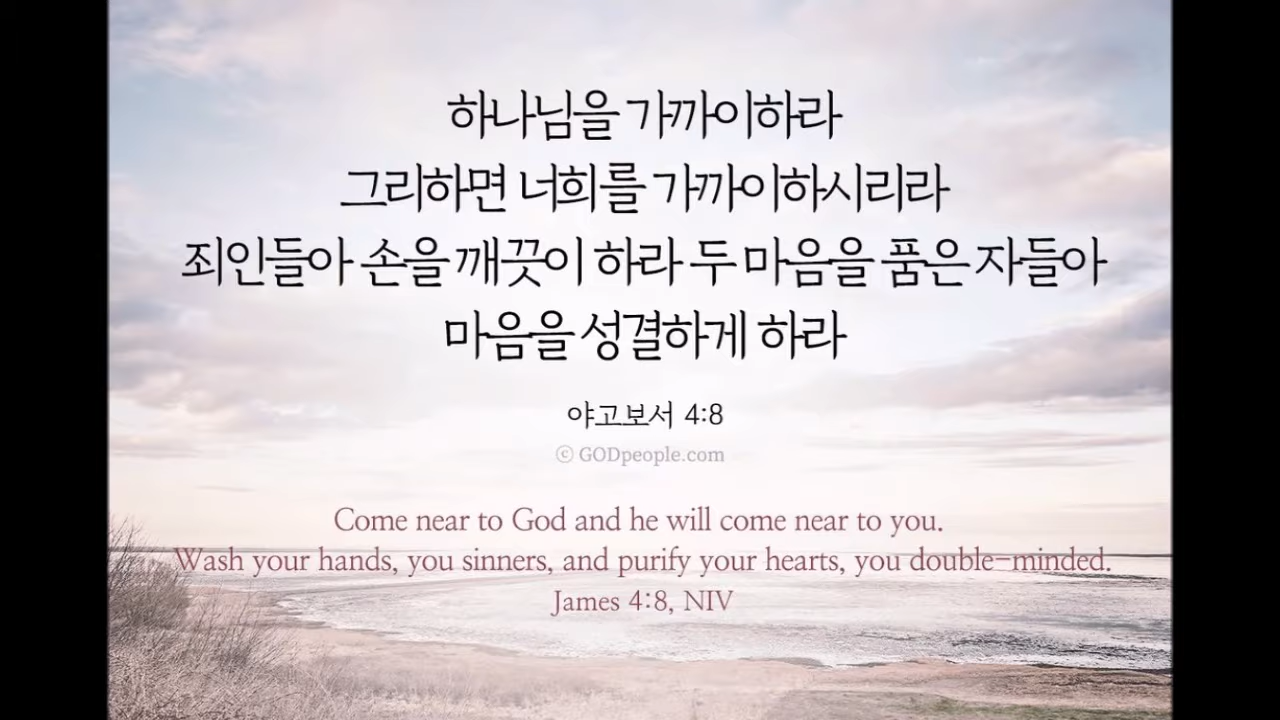 하나님을 가까이하라
그리하면 너희를 가까이하시리라
죄인들아 손을 깨끗이 하라 두 마음을 품은 자들아
마음을 성결하게 하라
야고보서 4:8
ⓒ GODpeople.com
Come near to God and he will come near to you.
Wash your hands, you sinners, and purify your hearts, you double-minded.
James 4:8, NIV